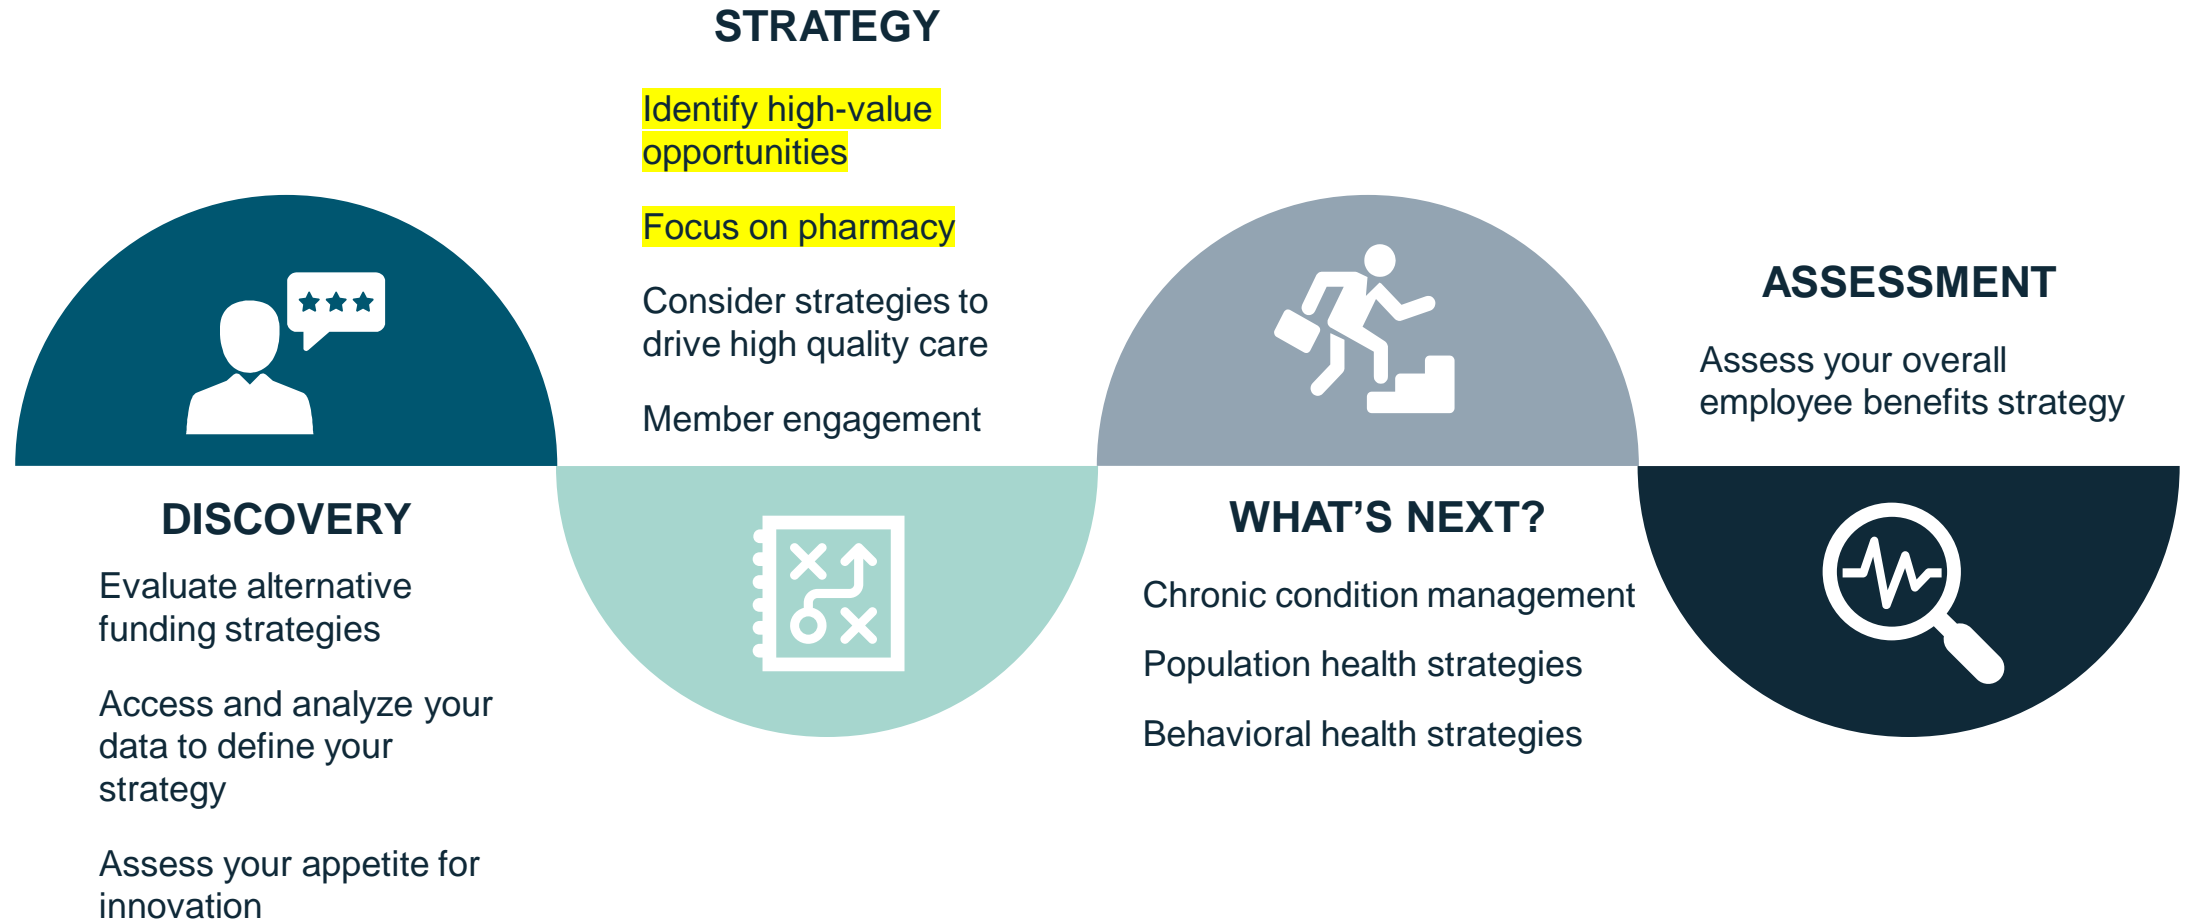 STRATEGY
Identify high-value
opportunities
Focus on pharmacy
Consider strategies to
drive high quality care
Member engagement
DISCOVERY
Evaluate alternative
funding strategies
Access and analyze your
data to define your
strategy
Assess your appetite for
innovation
WHAT’S NEXT?
Chronic condition management
Population health strategies
Behavioral health strategies
ASSESSMENT
Assess your overall
employee benefits strategy